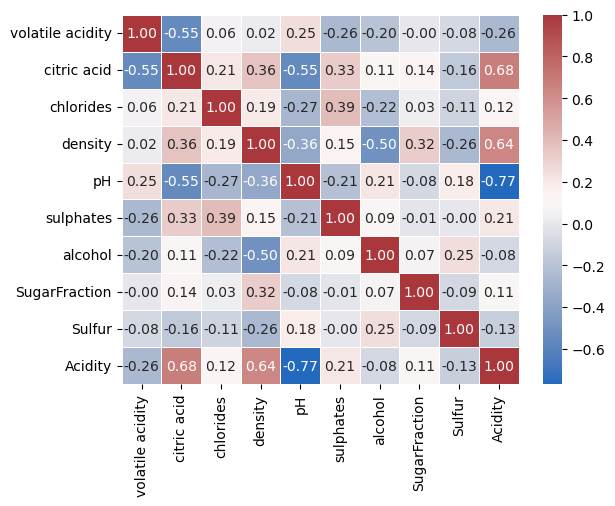 volatile acidity 1.00 -0.55 0.06 0.02 0.25 -0.26 -0.20 -0.00 -0.08 -0.26
citric acid -0.55 1.00 0.21 0.36 -0.55 0.33 0.11 0.14 -0.16 0.68
chlorides 0.06 0.21 1.00 0.19 -0.27 0.39 -0.22 0.03 -0.11 0.12
density 0.02 0.36 0.19 1.00 -0.36 0.15 -0.50 0.32 -0.26 0.64
pH 0.25 -0.55 -0.27 -0.36 1.00 -0.21 0.21 -0.08 0.18 -0.77
sulphates -0.26 0.33 0.39 0.15 -0.21 1.00 0.09 -0.01 -0.00 0.21
alcohol -0.20 0.11 -0.22 -0.50 0.21 0.09 1.00 0.07 0.25 -0.08
SugarFraction -0.00 0.14 0.03 0.32 -0.08 -0.01 0.07 1.00 -0.09 0.11
Sulfur -0.08 -0.16 -0.11 -0.26 0.18 -0.00 0.25 -0.09 1.00 -0.13
Acidity -0.26 0.68 0.12 0.64 -0.77 0.21 -0.08 0.11 -0.13 1.00
volatile acidity
citric acid
chlorides
density
pH
sulphates
alcohol
SugarFraction
Sulfur
Acidity
1.0
0.8
0.6
0.4
0.2
0.0
−0.2
−0.4
−0.6